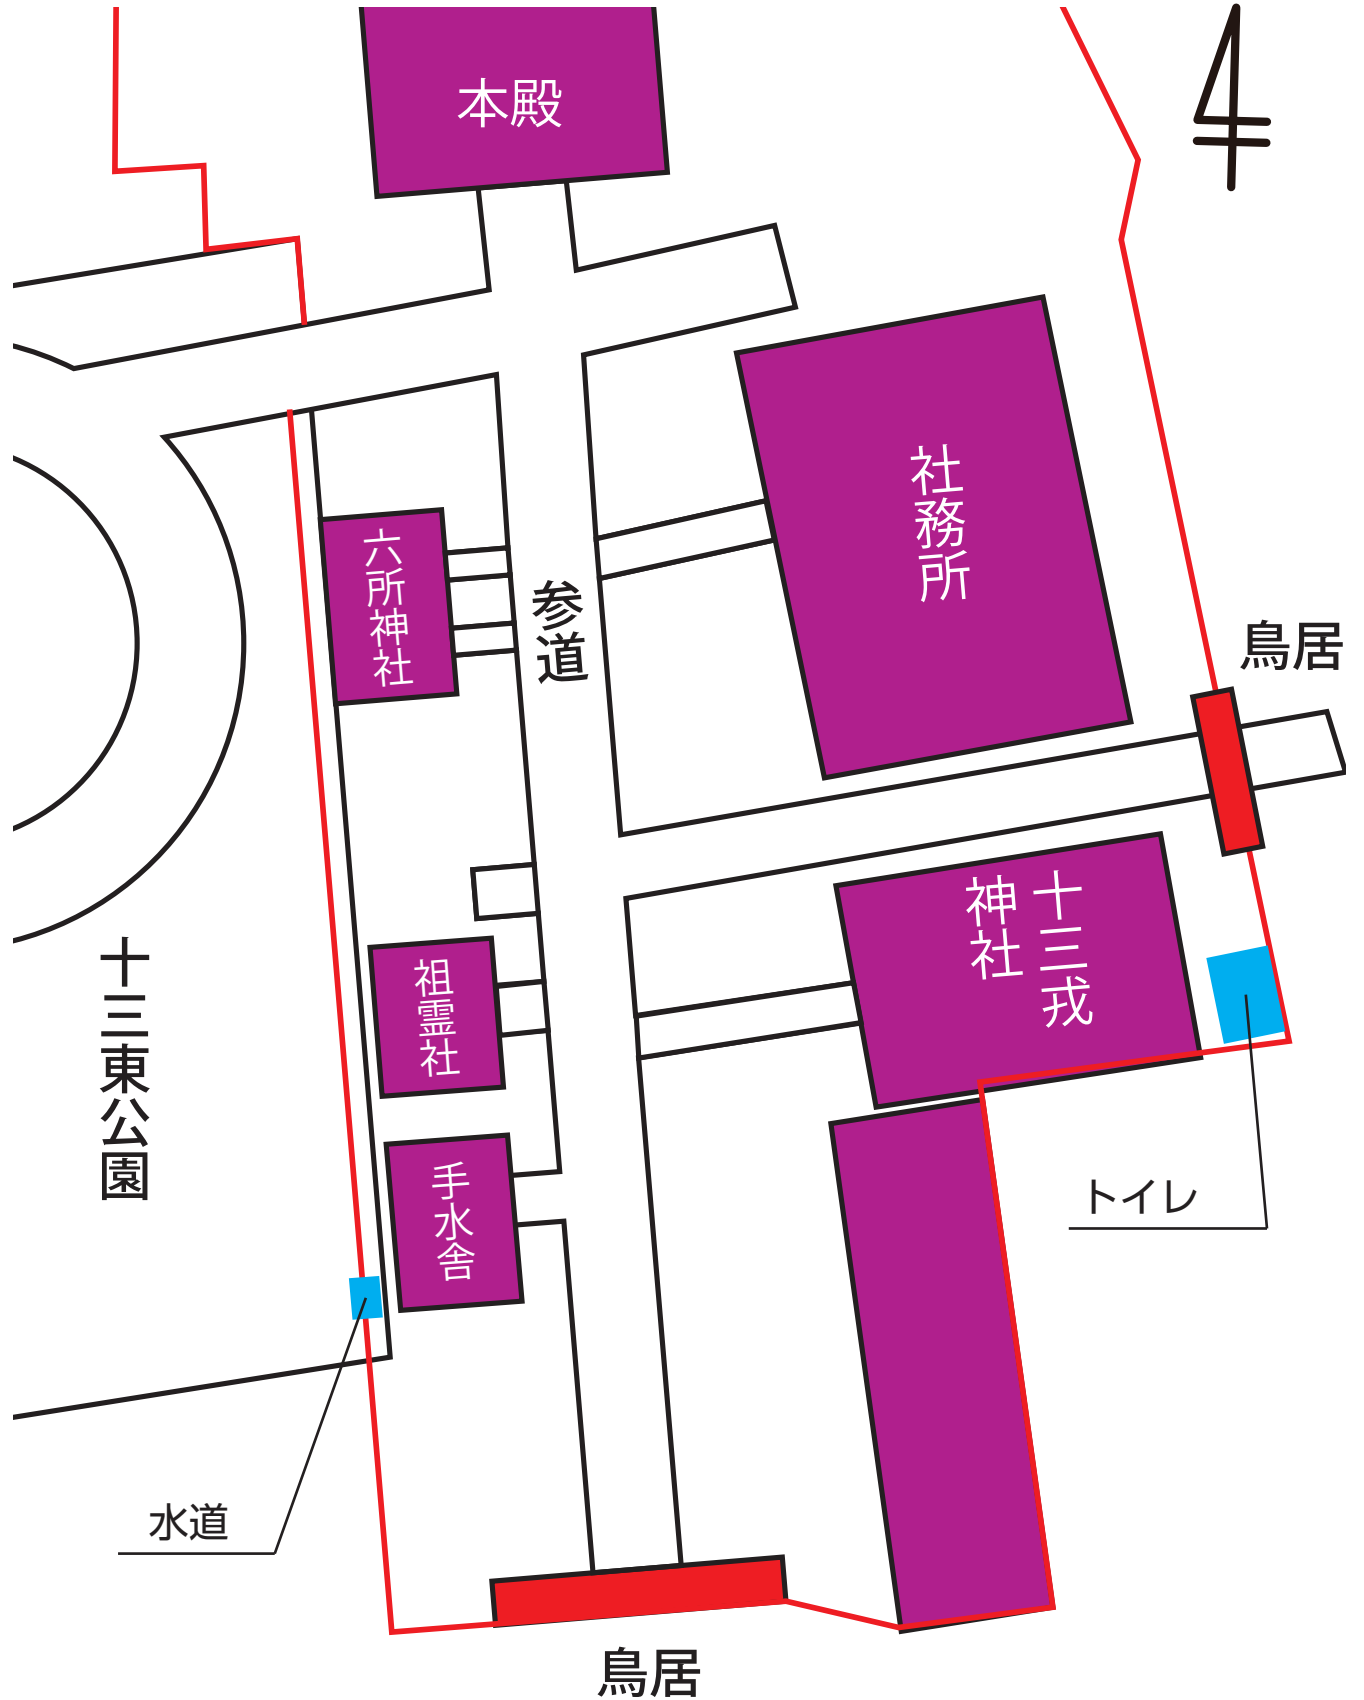 本殿
社務所
六所神社
参道
鳥居
十三戎
神社
祖霊社
十三東公園
手水舎
トイレ
水道
鳥居